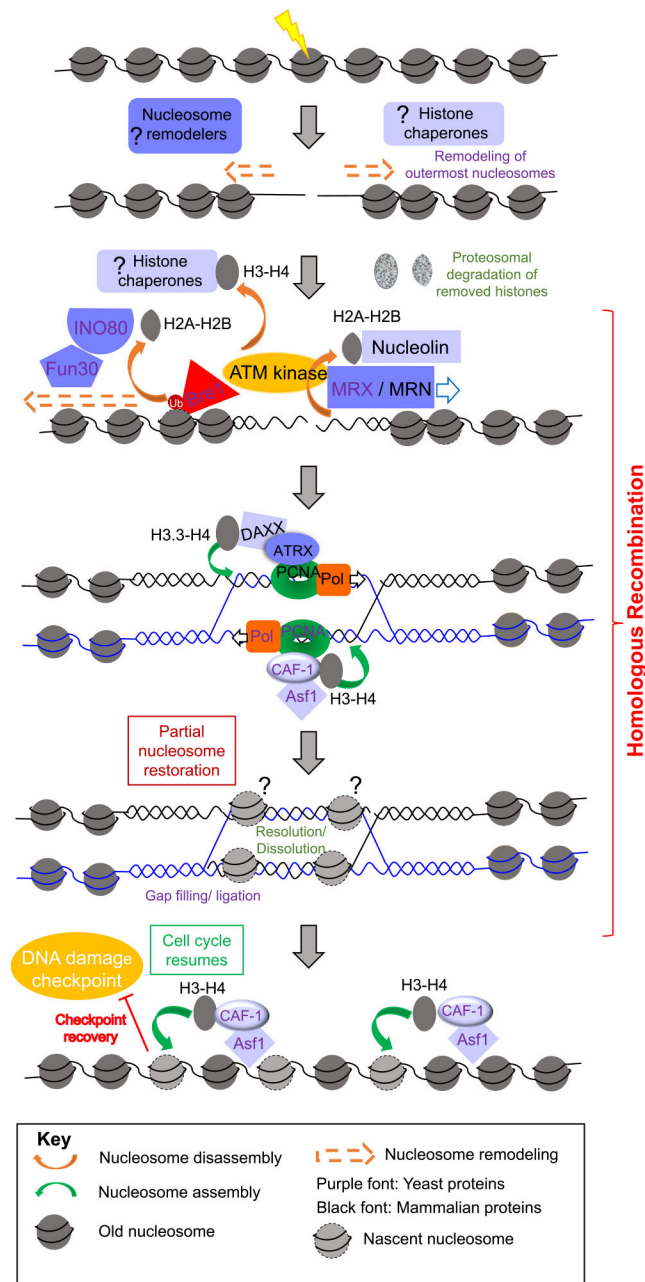 Nucleosome
? remodelers
? Histone
chaperones
Remodeling of
outermost nucleosomes
? Histone
chaperones
H3-H4
Proteosomal
degradation of
removed histones
INO80
H2A-H2B
H2A-H2B
Nucleolin
Fun30
ATM kinase
MRX / MRN
Ub
Bre1
H3.3-H4
DAXX
ATRX
PCNA
Pol
Pol
PCNA
CAF-1
Asf1
H3-H4
Homologous Recombination
Partial
nucleosome
restoration
?
?
Resolution/
Dissolution
Gap filling/ ligation
Cell cycle
resumes
DNA damage
checkpoint
H3-H4
CAF-1
Asf1
H3-H4
CAF-1
Asf1
Checkpoint
recovery
Key
Nucleosome disassembly
Nucleosome remodeling
Nucleosome assembly
Purple font: Yeast proteins
Black font: Mammalian proteins
Old nucleosome
Nascent nucleosome